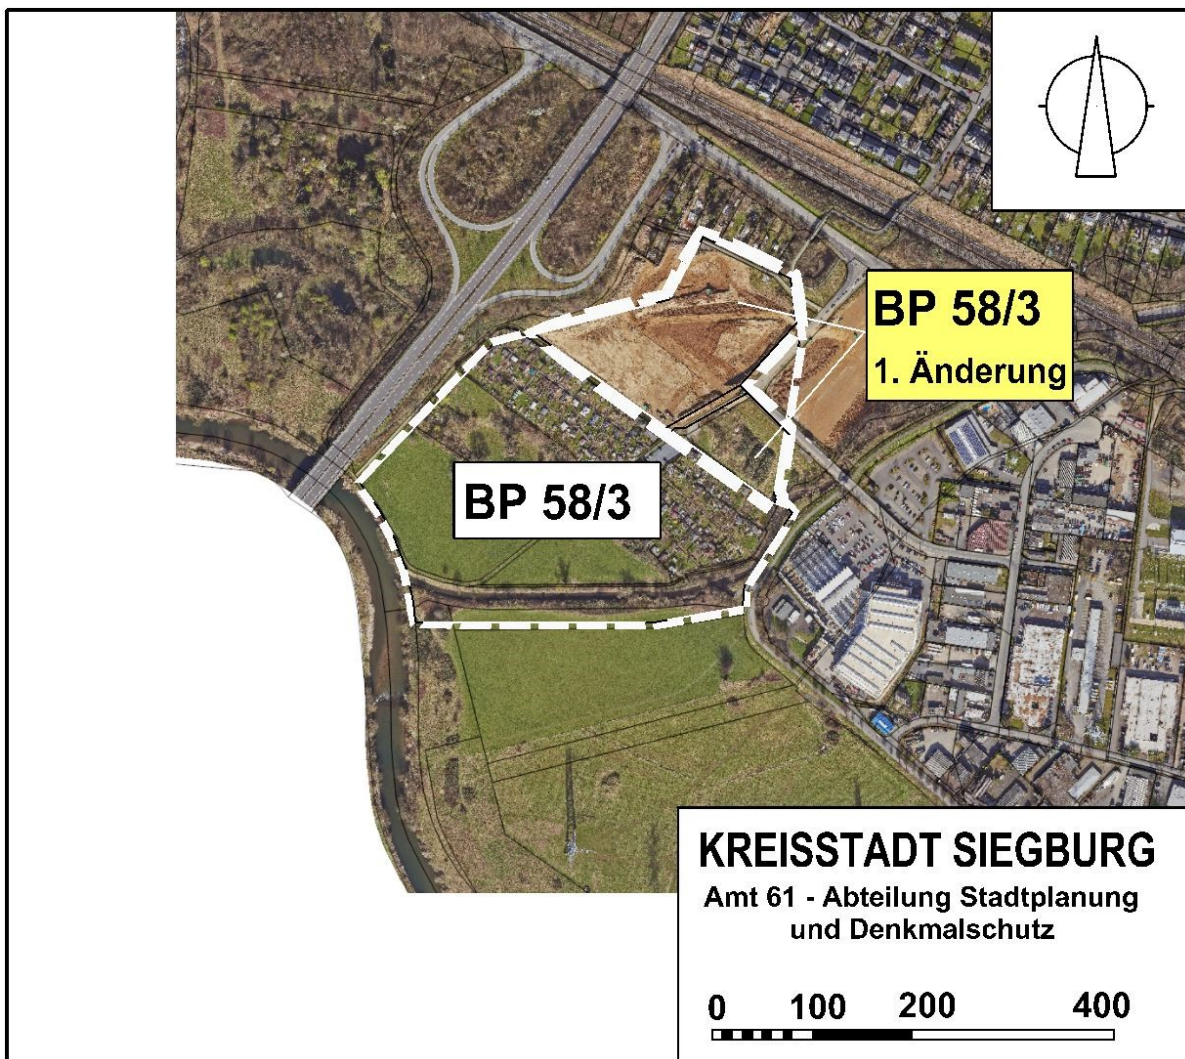 BP 58/3
1. Änderung
BP 58/3
KREISSTADT SIEGBURG
Amt 61 - Abteilung Stadtplanung
und Denkmalschutz
0 100 200 400